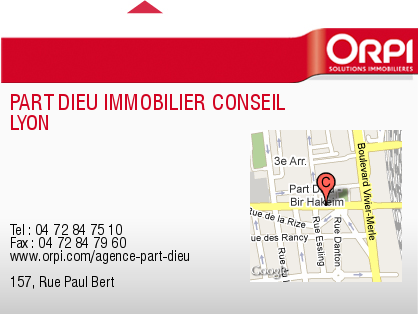 ORPI
SOLUTIONS IMMOBILIÈRES
PART DIEU IMMOBILIER CONSEIL
LYON
3e Arr.
Part Dieu
Bir Hakeim
C
Boulevard Vivier-Merle
Rue de la Rize
Rue des Rancy
Rue Essling
Rue Danton
Google
Tel : 04 72 84 75 10
Fax : 04 72 84 79 60
www.orpi.com/agence-part-dieu
157, Rue Paul Bert